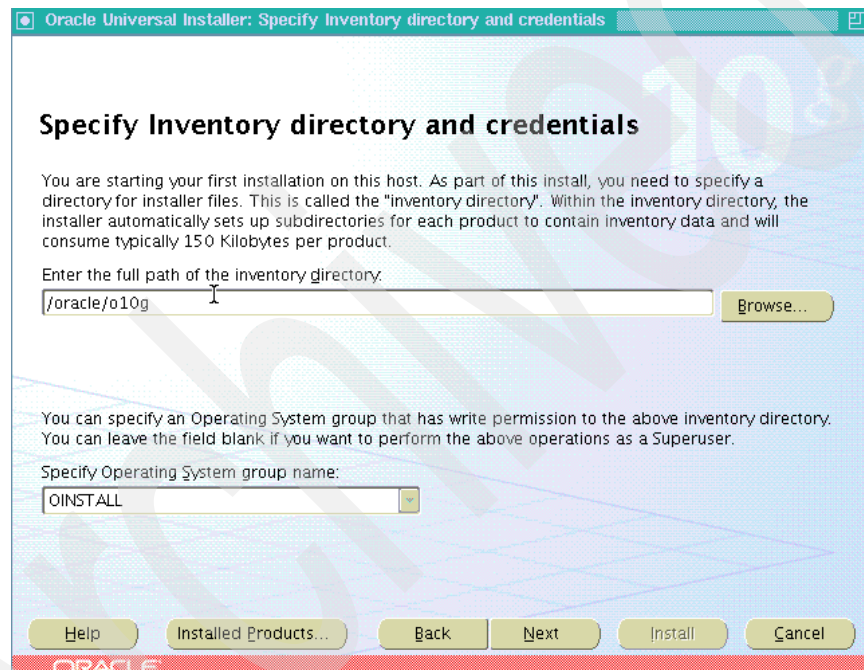 Oracle Universal Installer: Specify Inventory directory and credentials
10g
Specify Inventory directory and credentials
You are starting your first installation on this host. As part of this install, you need to specify a
directory for installer files. This is called the "inventory directory". Within the inventory directory, the
installer automatically sets up subdirectories for each product to contain inventory data and will
consume typically 150 Kilobytes per product.
Enter the full path of the inventory directory:
/oracle/o10g
Browse...
You can specify an Operating System group that has write permission to the above inventory directory.
You can leave the field blank if you want to perform the above operations as a Superuser.
Specify Operating System group name:
OINSTALL
Help Installed Products... Back Next Install Cancel
ORACLE